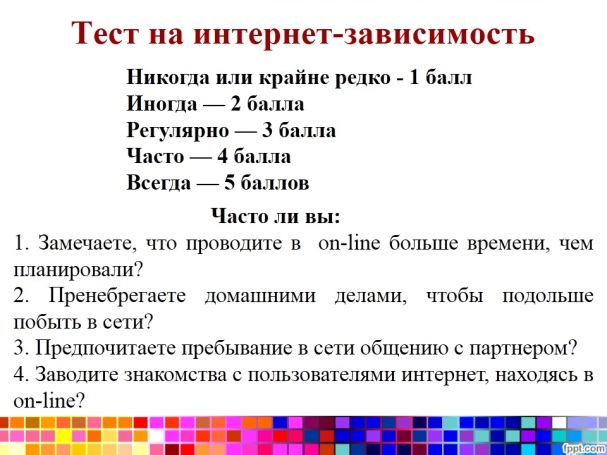 Тест на интернет-зависимость
Никогда или крайне редко - 1 балл
Иногда — 2 балла
Регулярно — 3 балла
Часто — 4 балла
Всегда — 5 баллов
Часто ли вы:
1. Замечаете, что проводите в on-line больше времени, чем
планировали?
2. Пренебрегаете домашними делами, чтобы подольше
побыть в сети?
3. Предпочитаете пребывание в сети общению с партнером?
4. Заводите знакомства с пользователями интернет, находясь в
on-line?
fppt.com